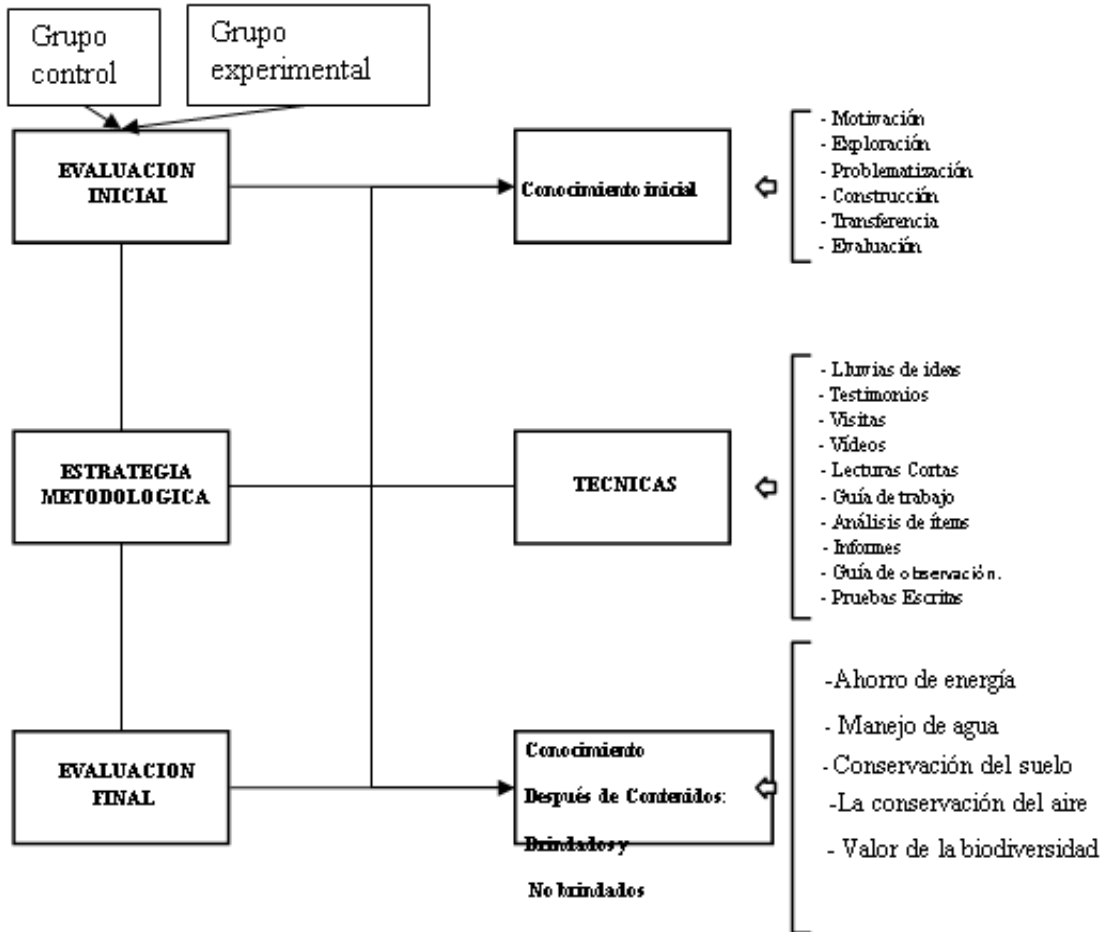 Grupo
control
Grupo
experimental
EVALUACION
INICIAL
Conocimiento inicial
- Motivación
- Exploración
- Problematización
- Construcción
- Transferencia
- Evaluación
ESTRATEGIA
METODOLOGICA
TECNICAS
- Lluvias de ideas
- Testimonios
- Visitas
- Vídeos
- Lecturas Cortas
- Guía de trabajo
- Análisis de ítems
- Informes
- Guía de observación.
- Pruebas Escritas
EVALUACION
FINAL
Conocimiento
Después de Contenidos:
Brindados y
No brindados
-Ahorro de energía
- Manejo de agua
- Conservación del suelo
-La conservación del aire
- Valor de la biodiversidad